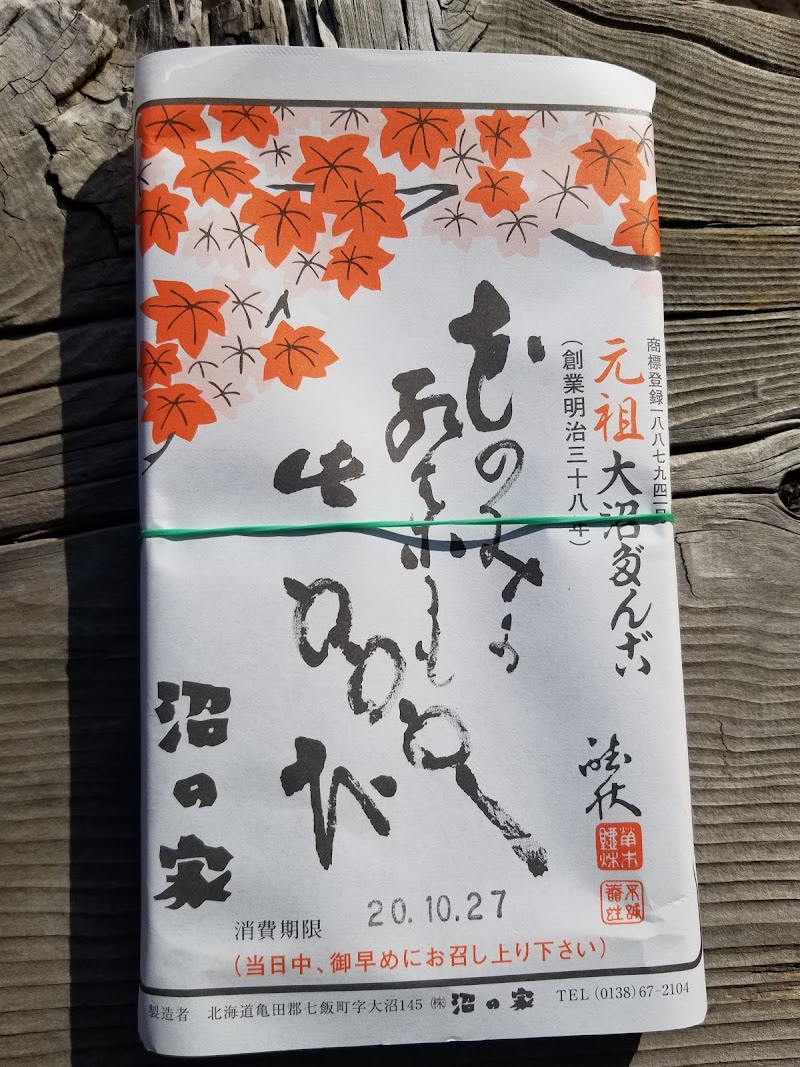 商標登録一八八七九四
元祖 大沼だんご
(創業明治三十八年)
花のみか
沼の家
消費期限 20.10.27
(当日中、御早めにお召し上り下さい)
製造者 北海道亀田郡七飯町字大沼145 ㈱ 沼の家 TEL (0138) 67-2104